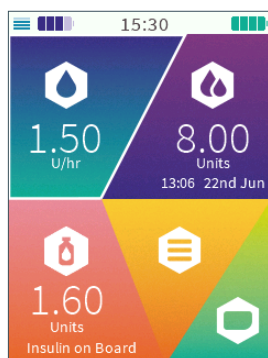 15:30
1.50
U/hr
8.00
Units
13:06 22nd Jun
1.60
Units
Insulin on Board